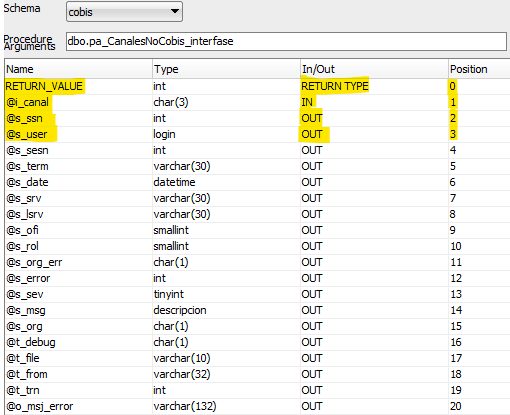 Schema cobis
Procedure dbo.pa_CanalesNoCobis_interfase
Arguments
Name Type In/Out Position
RETURN_VALUE int RETURN TYPE 0
@i_canal char(3) IN 1
@s_ssn int OUT 2
@s_user login OUT 3
@s_sesn int OUT 4
@s_term varchar(30) OUT 5
@s_date datetime OUT 6
@s_srv varchar(30) OUT 7
@s_lsrv varchar(30) OUT 8
@s_ofi smallint OUT 9
@s_rol smallint OUT 10
@s_org_err char(1) OUT 11
@s_error int OUT 12
@s_sev tinyint OUT 13
@s_msg descripcion OUT 14
@s_org char(1) OUT 15
@t_debug char(1) OUT 16
@t_file varchar(10) OUT 17
@t_from varchar(32) OUT 18
@t_trn int OUT 19
@o_msj_error varchar(132) OUT 20